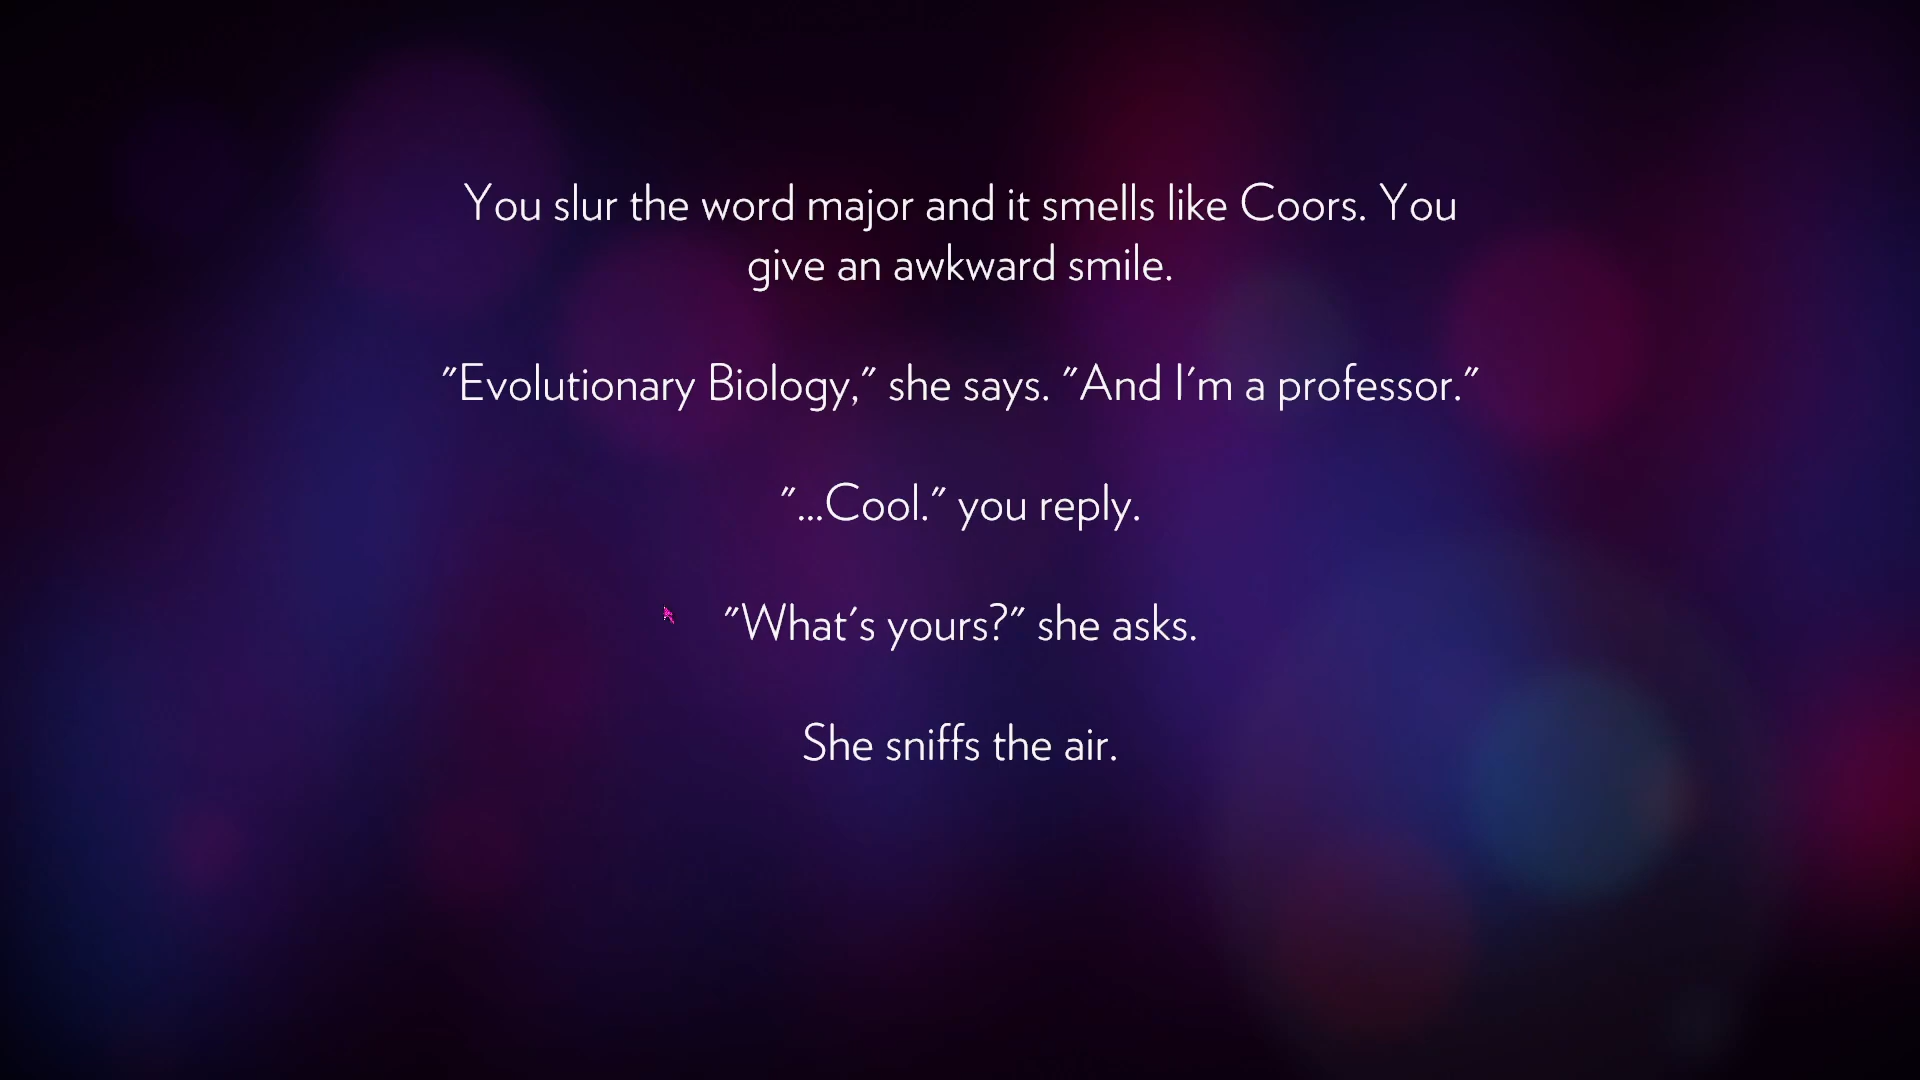 You slur the word major and it smells like Coors. You
give an awkward smile.
"Evolutionary Biology," she says. "And I'm a professor."
"...Cool." you reply.
"What's yours?" she asks.
She sniffs the air.